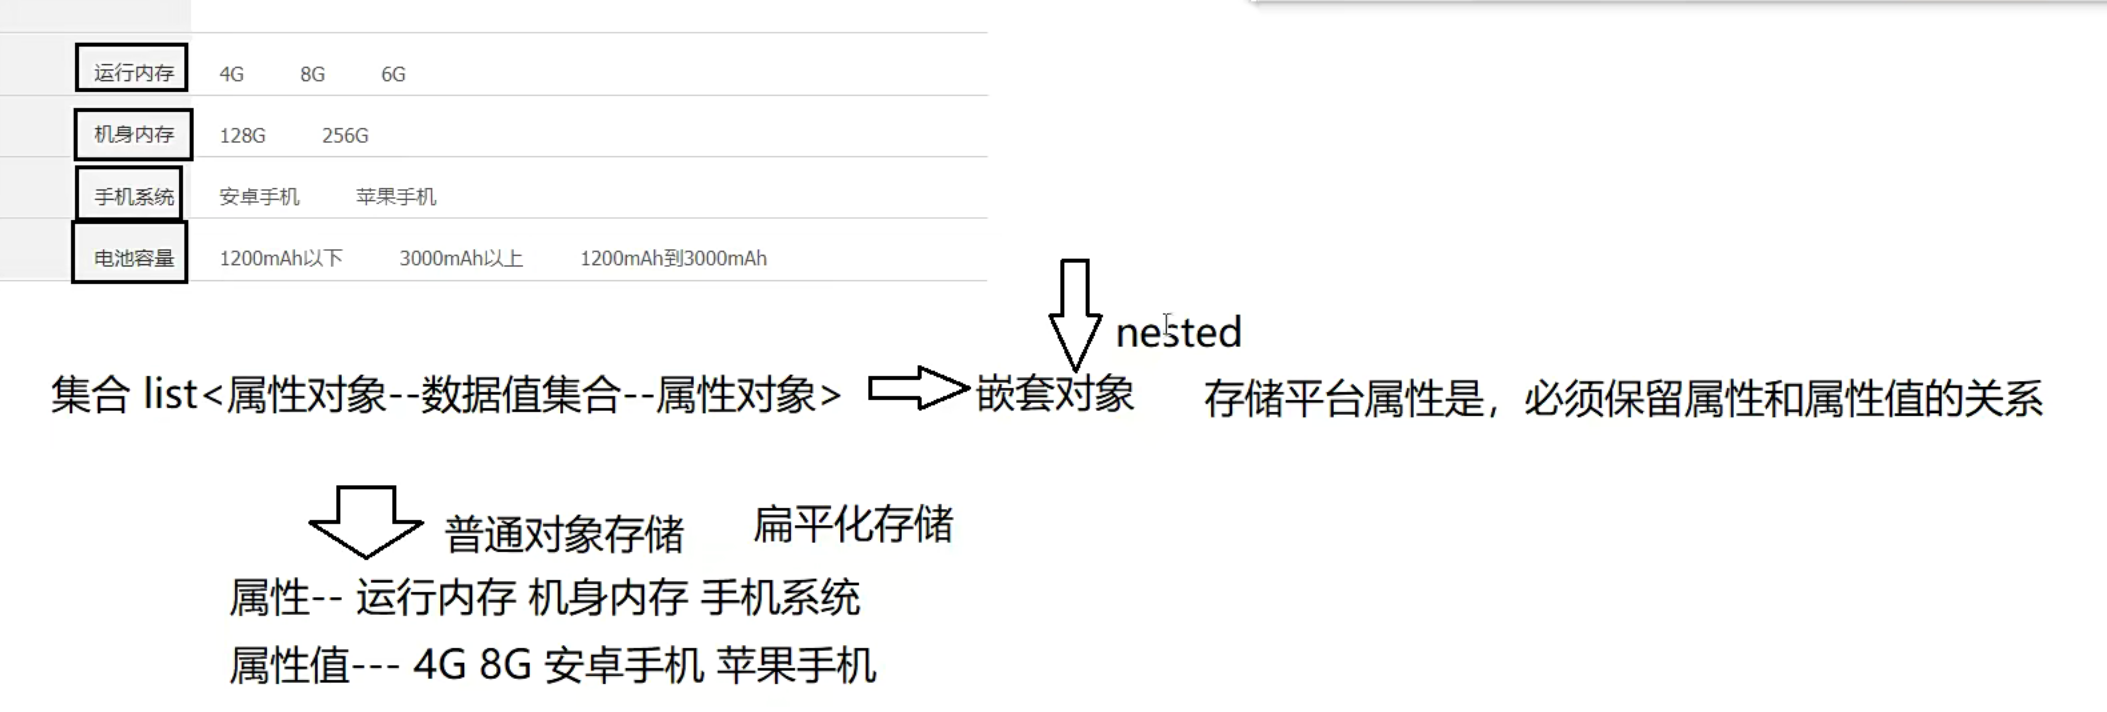 运行内存 4G 8G 6G
机身内存 128G 256G
手机系统 安卓手机 苹果手机
电池容量 1200mAh以下 3000mAh以上 1200mAh到3000mAh
nested
集合 list<属性对象--数据值集合--属性对象> 嵌套对象 存储平台属性是，必须保留属性和属性值的关系
普通对象存储 扁平化存储
属性-- 运行内存 机身内存 手机系统
属性值--- 4G 8G 安卓手机 苹果手机